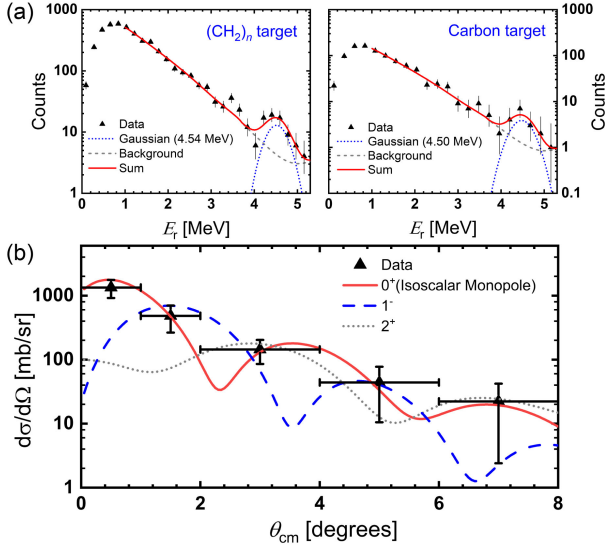 (a)
1000
100
10
1
Counts
(CH2)n target
Data
Gaussian (4.54 MeV)
Background
Sum
0 1 2 3 4 5
Er [MeV]
Carbon target
Data
Gaussian (4.50 MeV)
Background
Sum
0 1 2 3 4 5
Er [MeV]
1000
100
10
1
0.1
Counts
(b)
1000
100
10
1
dσ/dΩ [mb/sr]
Data
0+(Isoscalar Monopole)
1-
2+
0 2 4 6 8
θcm [degrees]